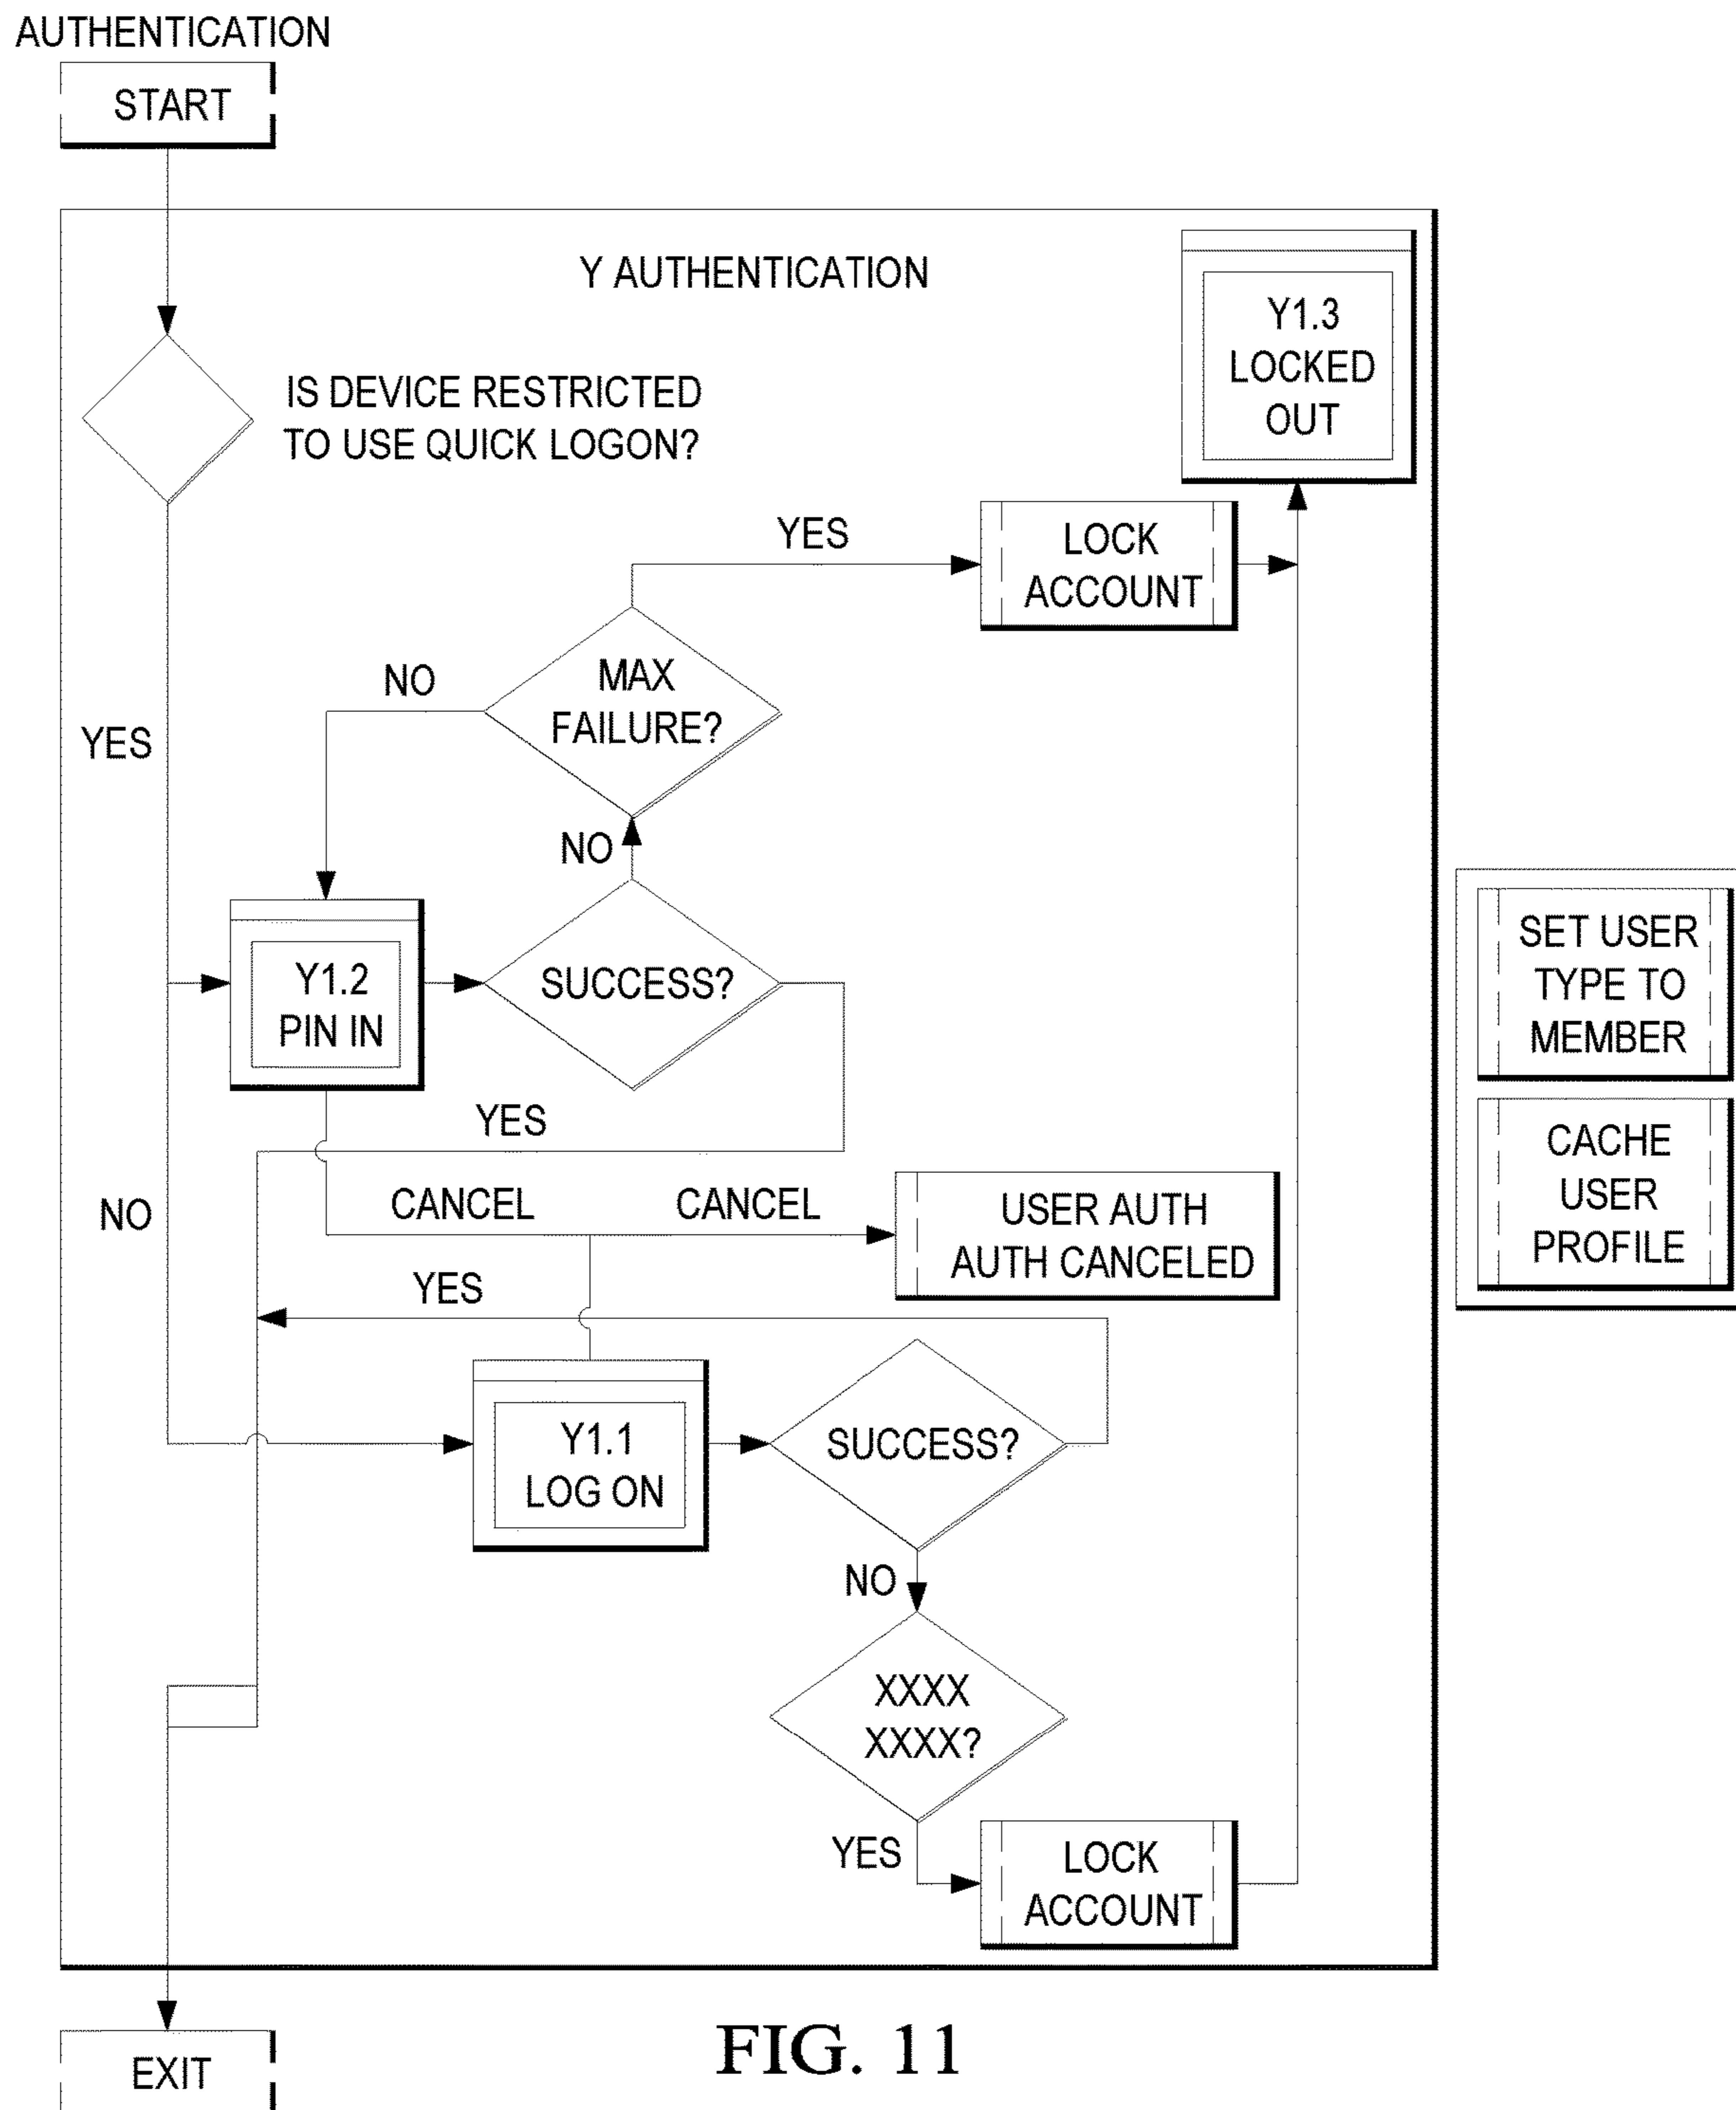 AUTHENTICATION
START
Y AUTHENTICATION
Y1.3
LOCKED
OUT
IS DEVICE RESTRICTED
TO USE QUICK LOGON?
YES
LOCK
ACCOUNT
MAX
FAILURE?
NO
YES
NO
Y1.2
PIN IN
SUCCESS?
SET USER
TYPE TO
MEMBER
YES
CACHE
USER
PROFILE
NO
CANCEL
CANCEL
USER AUTH
AUTH CANCELED
YES
Y1.1
LOG ON
SUCCESS?
NO
XXXX
XXXX?
YES
LOCK
ACCOUNT
EXIT
FIG. 11